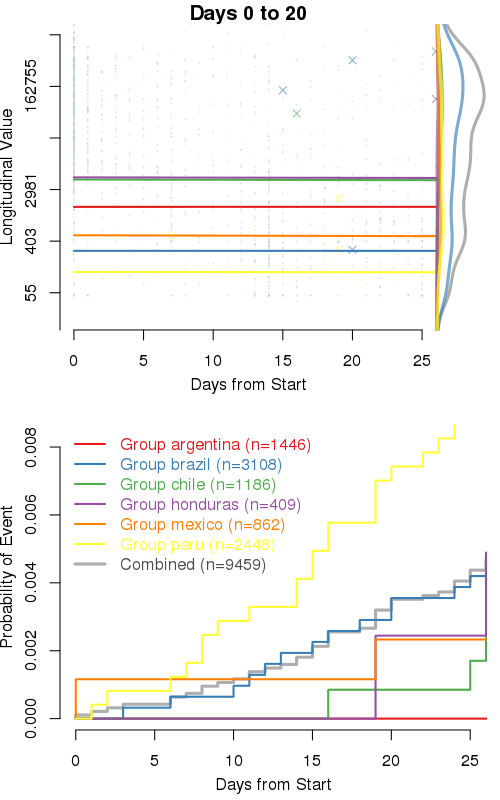 Days 0 to 20
Longitudinal Value
162755
2981
403
55
0 5 10 15 20 25
Days from Start
Probability of Event
0.008
0.006
0.004
0.002
0.000
Group argentina (n=1446)
Group brazil (n=3108)
Group chile (n=1186)
Group honduras (n=409)
Group mexico (n=862)
Group peru (n=2448)
Combined (n=9459)
0 5 10 15 20 25
Days from Start